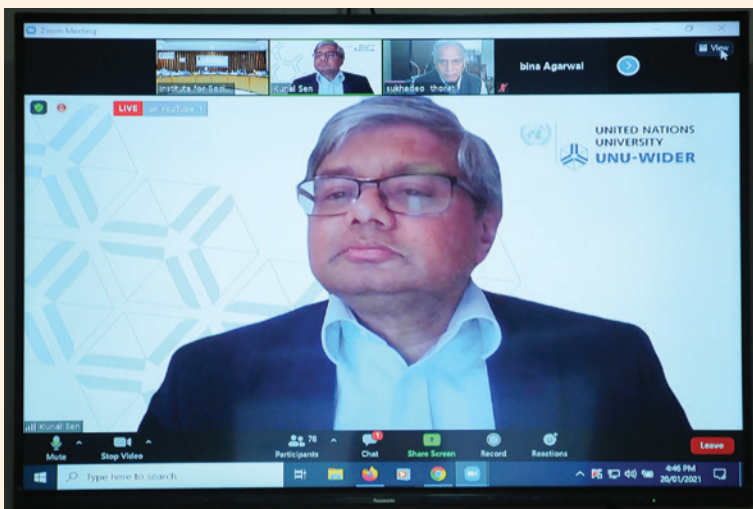 Zoom Meeting
View
Institute for Soci...
Kunal Sen
sukhadeo thorat
bina Agarwal
LIVE on YouTube
UNITED NATIONS
UNIVERSITY
UNU-WIDER
Kunal Sen
Mute
Stop Video
78
Participants
1
Chat
Share Screen
Record
Reactions
Leave
Type here to search
4:46 PM
20/01/2021
Panasonic